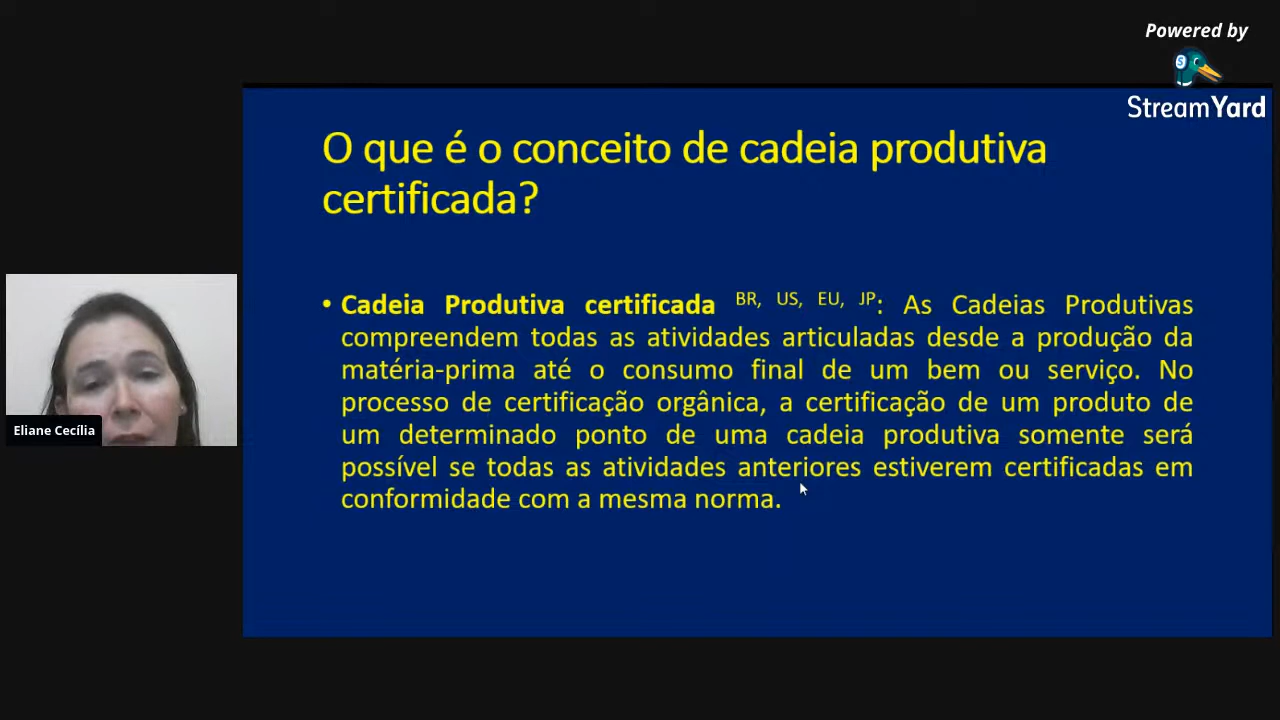 Powered by
StreamYard
O que é o conceito de cadeia produtiva
certificada?
• Cadeia Produtiva certificada BR, US, EU, JP: As Cadeias Produtivas
compreendem todas as atividades articuladas desde a produção da
matéria-prima até o consumo final de um bem ou serviço. No
processo de certificação orgânica, a certificação de um produto de
um determinado ponto de uma cadeia produtiva somente será
possível se todas as atividades anteriores estiverem certificadas em
conformidade com a mesma norma.
Eliane Cecília